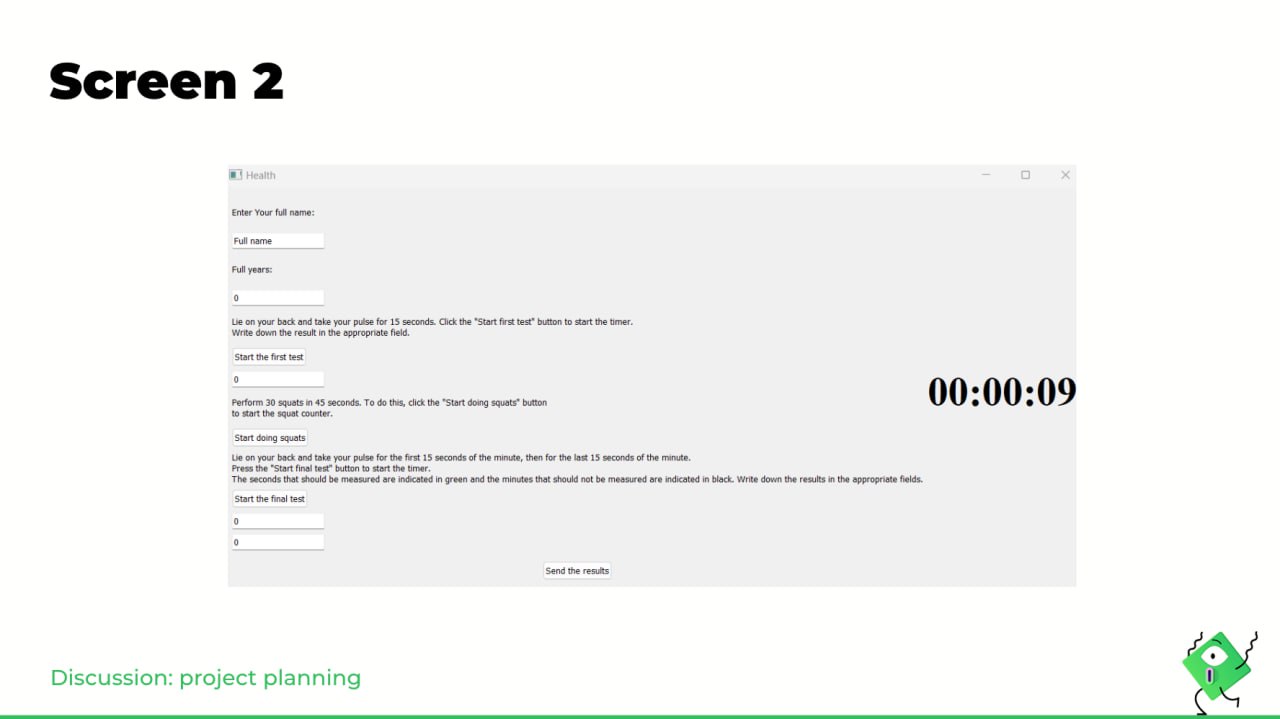 Screen 2
Health
Enter Your full name:
Full name
Full years:
0
Lie on your back and take your pulse for 15 seconds. Click the "Start first test" button to start the timer.
Write down the result in the appropriate field.
Start the first test
0
Perform 30 squats in 45 seconds. To do this, click the "Start doing squats" button
to start the squat counter.
00:00:09
Start doing squats
Lie on your back and take your pulse for the first 15 seconds of the minute, then for the last 15 seconds of the minute.
Press the "Start final test" button to start the timer.
The seconds that should be measured are indicated in green and the minutes that should not be measured are indicated in black. Write down the results in the appropriate fields.
Start the final test
0
0
Send the results
Discussion: project planning